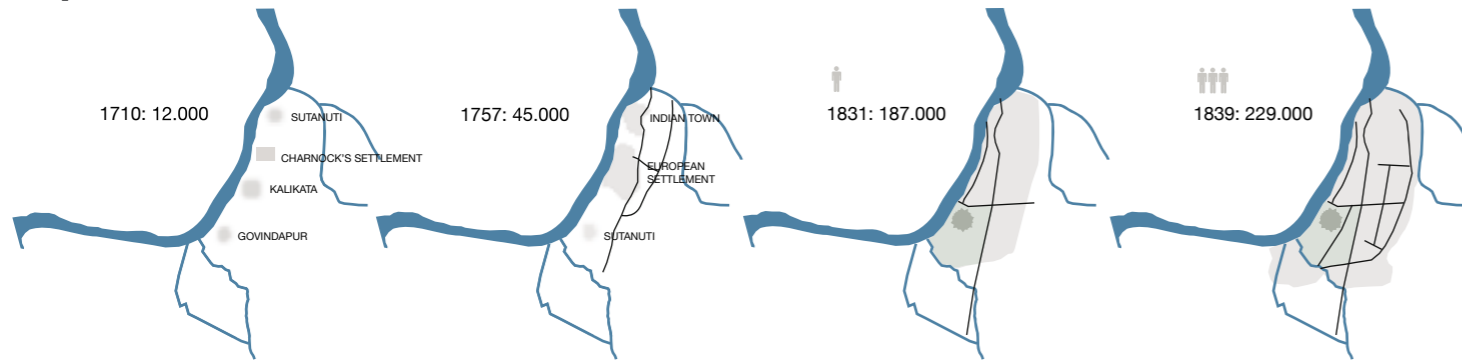 1710: 12.000
SUTANUTI
CHARNOCK'S SETTLEMENT
KALIKATA
GOVINDAPUR
1757: 45.000
INDIAN TOWN
EUROPEAN
SETTLEMENT
SUTANUTI
1831: 187.000
1839: 229.000